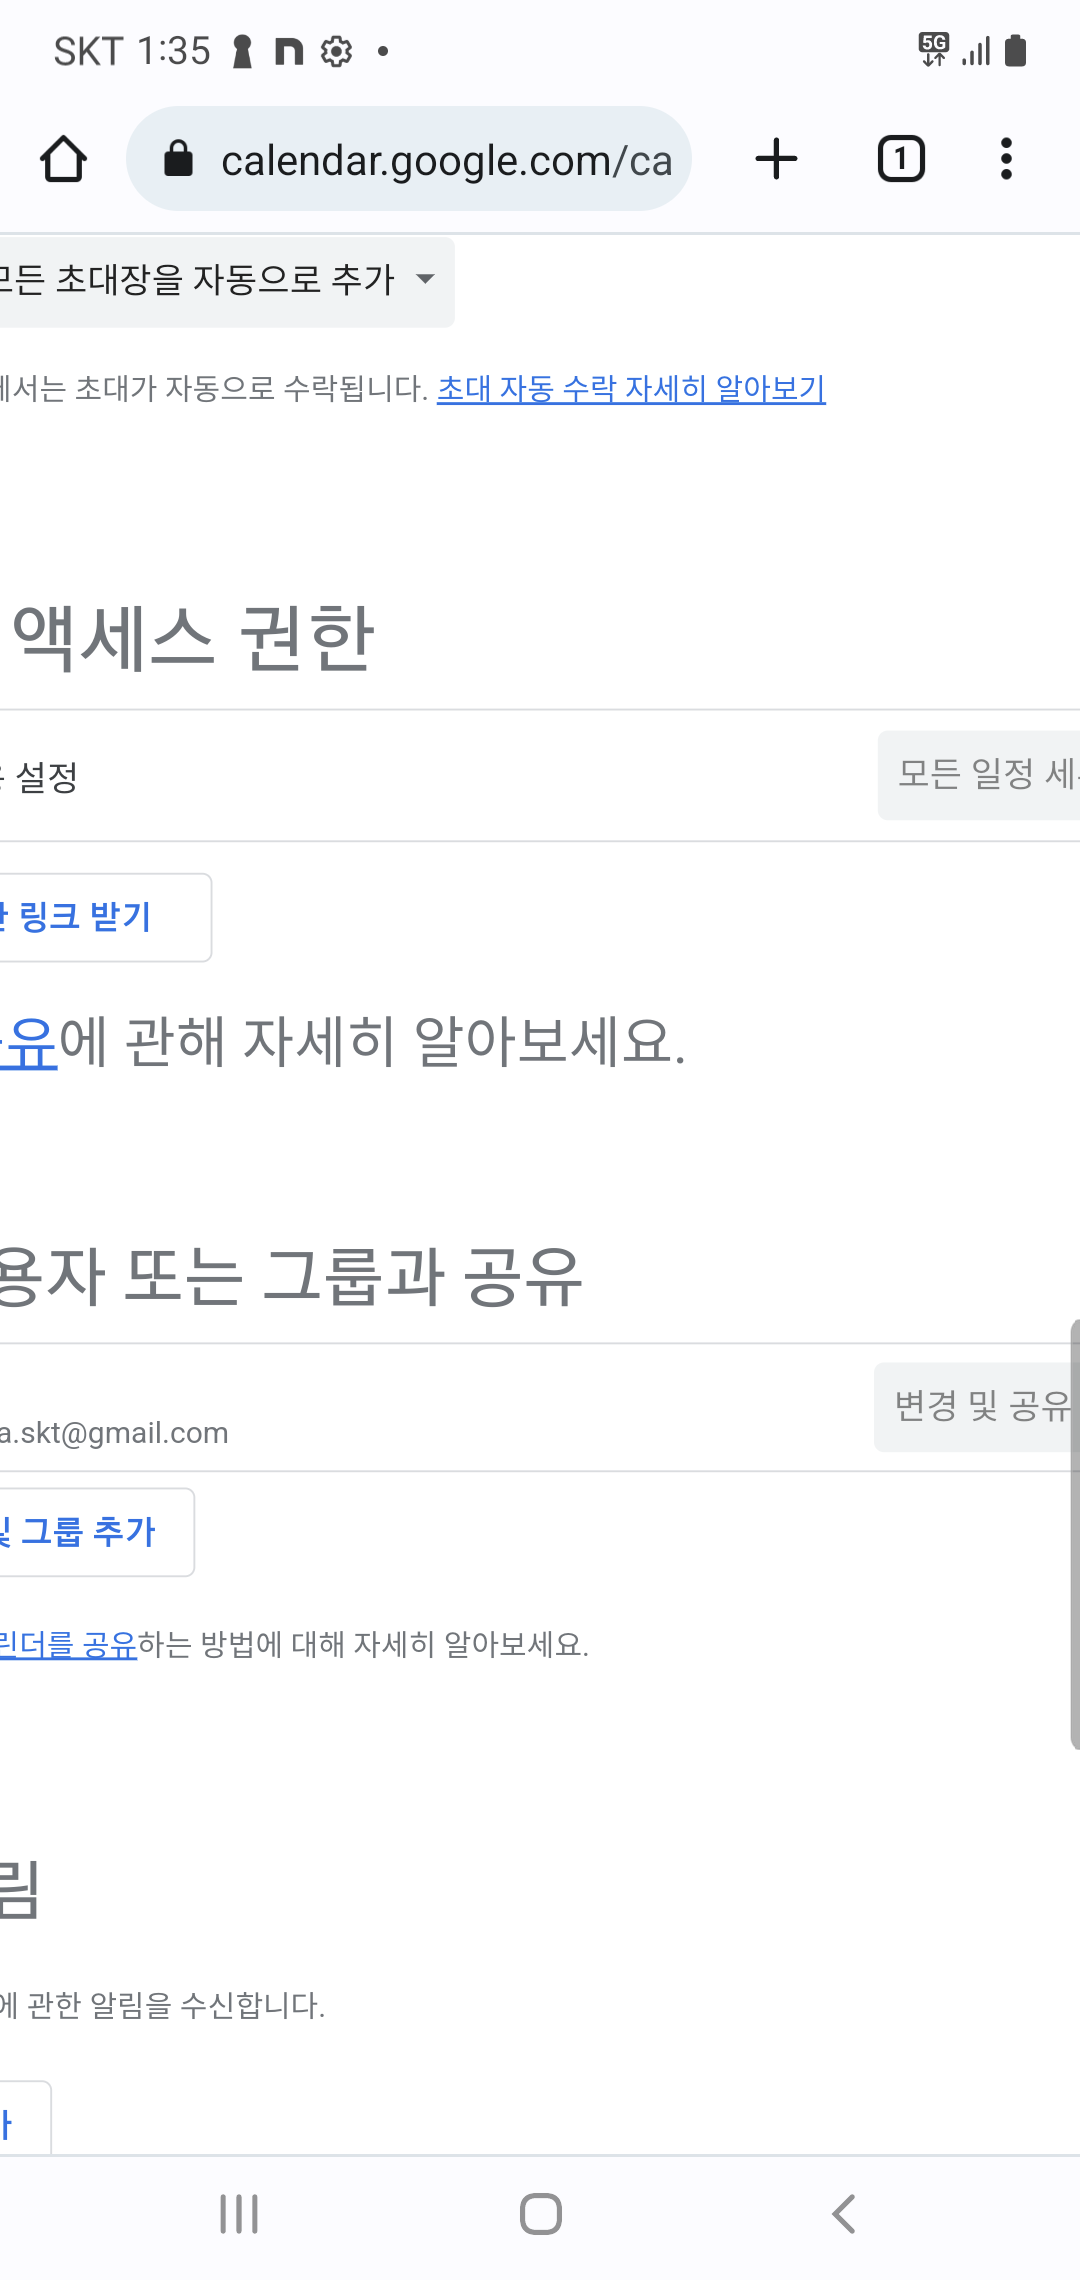 SKT 1:35
5G
calendar.google.com/ca
1
모든 초대장을 자동으로 추가
에서는 초대가 자동으로 수락됩니다. 초대 자동 수락 자세히 알아보기
액세스 권한
설정
모든 일정 세
링크 받기
유에 관해 자세히 알아보세요.
용자 또는 그룹과 공유
변경 및 공유
a.skt@gmail.com
및 그룹 추가
린더를 공유하는 방법에 대해 자세히 알아보세요.
림
에 관한 알림을 수신합니다.